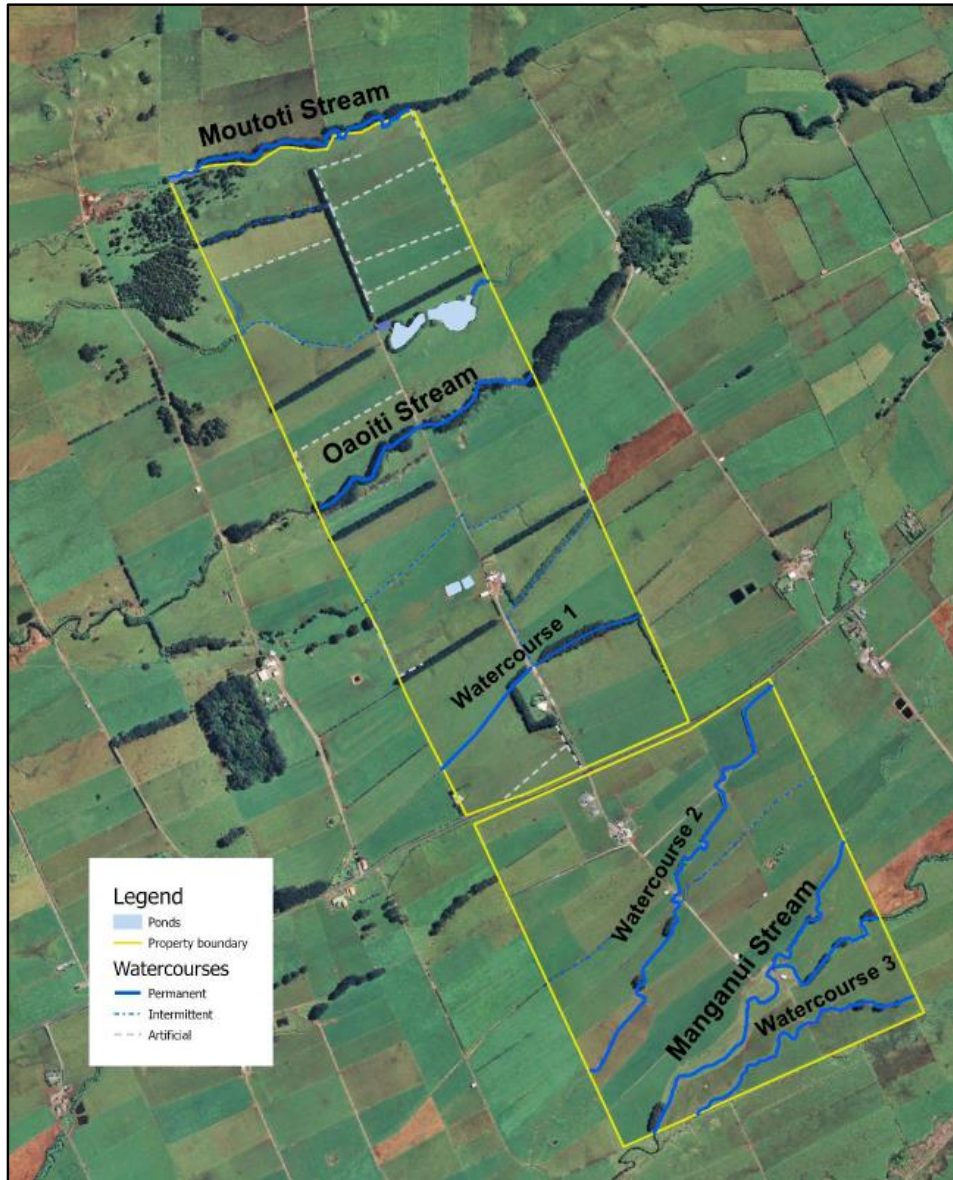 Moutoti Stream
Oaoiti Stream
Watercourse 1
Watercourse 2
Manganui Stream
Watercourse 3
Legend
Ponds
Property boundary
Watercourses
Permanent
Intermittent
Artificial